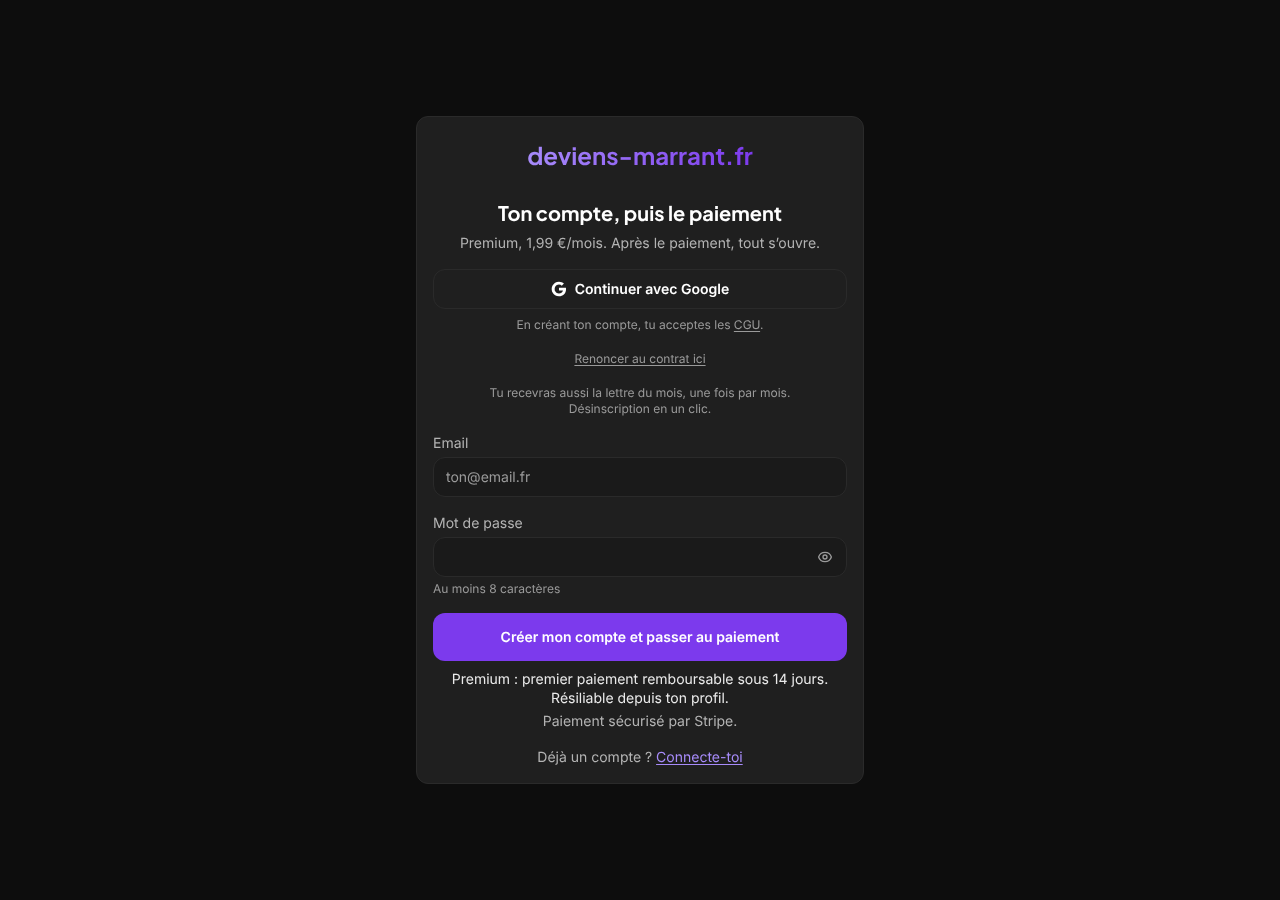 deviens-marrant.fr
Ton compte, puis le paiement
Premium, 1,99 €/mois. Après le paiement, tout s’ouvre.
Continuer avec Google
En créant ton compte, tu acceptes les CGU.
Renoncer au contrat ici
Tu recevras aussi la lettre du mois, une fois par mois.
Désinscription en un clic.
Email
ton@email.fr
Mot de passe
Au moins 8 caractères
Créer mon compte et passer au paiement
Premium : premier paiement remboursable sous 14 jours.
Résiliable depuis ton profil.
Paiement sécurisé par Stripe.
Déjà un compte ? Connecte-toi